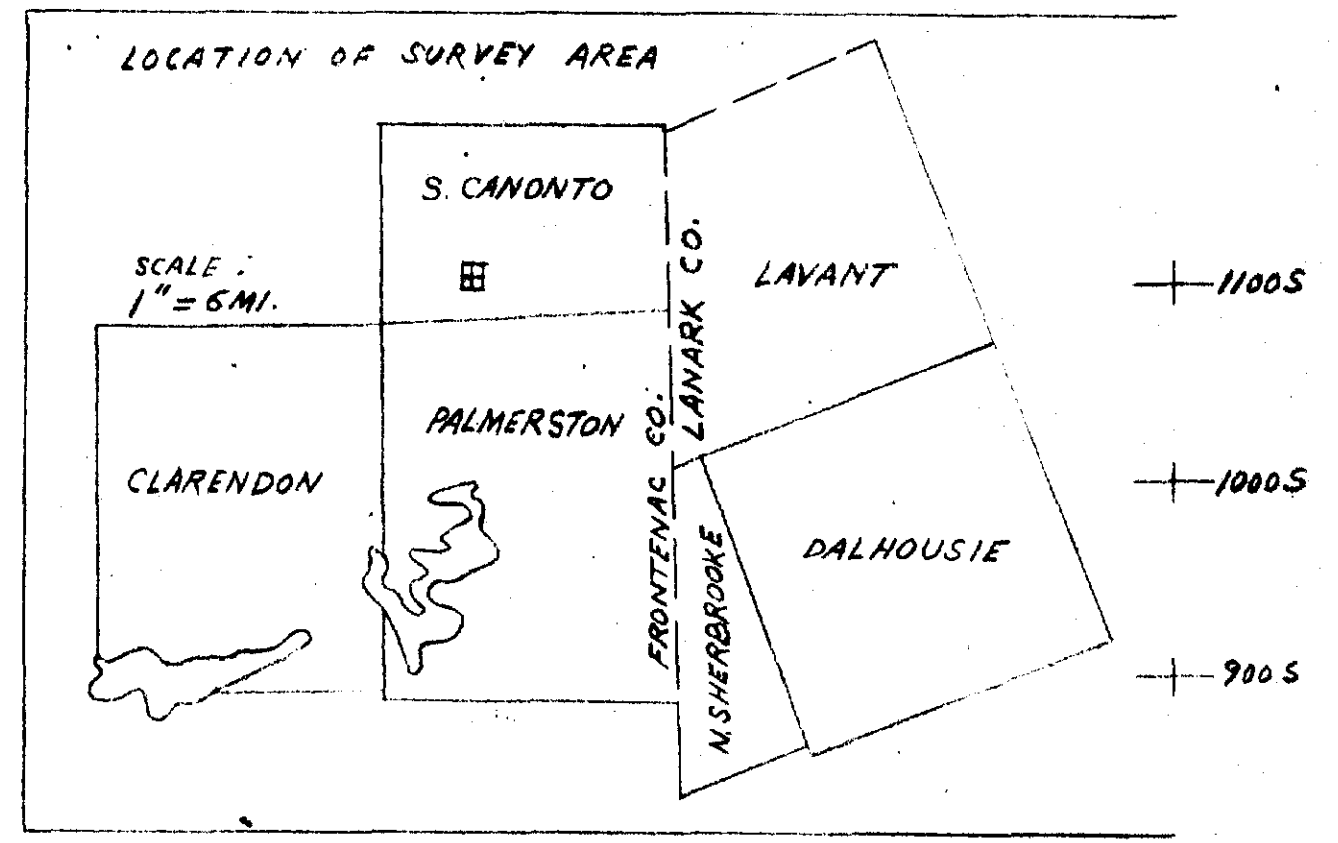 LOCATION OF SURVEY AREA
S. CANONTO
SCALE :
1" = 6 MI.
LAVANT
1100S
FRONTENAC CO.
LANARK CO.
PALMERSTON
CLARENDON
1000S
N. SHERBROOKE
DALHOUSIE
900S